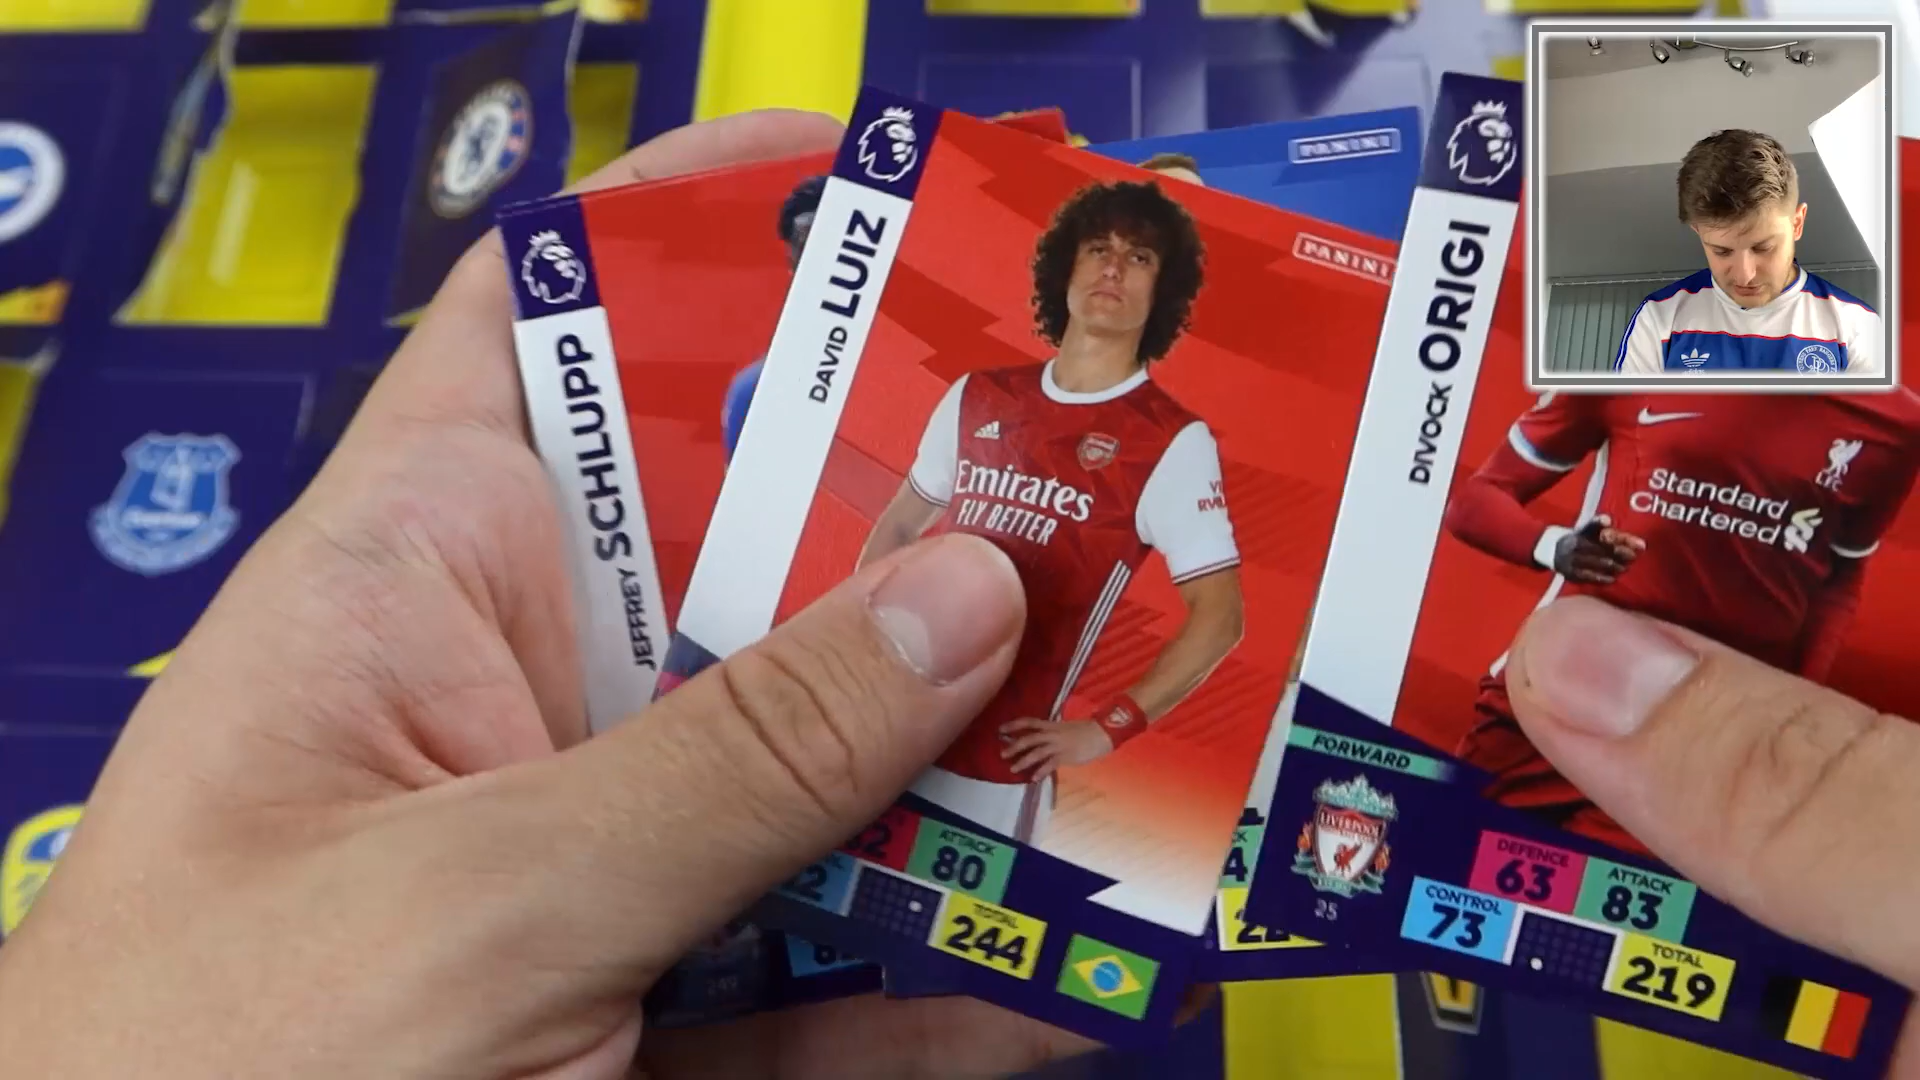 JEFFREY SCHLUPP
DAVID LUIZ
PANINI
PANINI
Emirates
FLY BETTER
ATTACK
80
TOTAL
244
DIVOCK ORIGI
Standard
Chartered
LFC
FORWARD
LIVERPOOL
25
DEFENCE
63
ATTACK
83
CONTROL
73
TOTAL
219